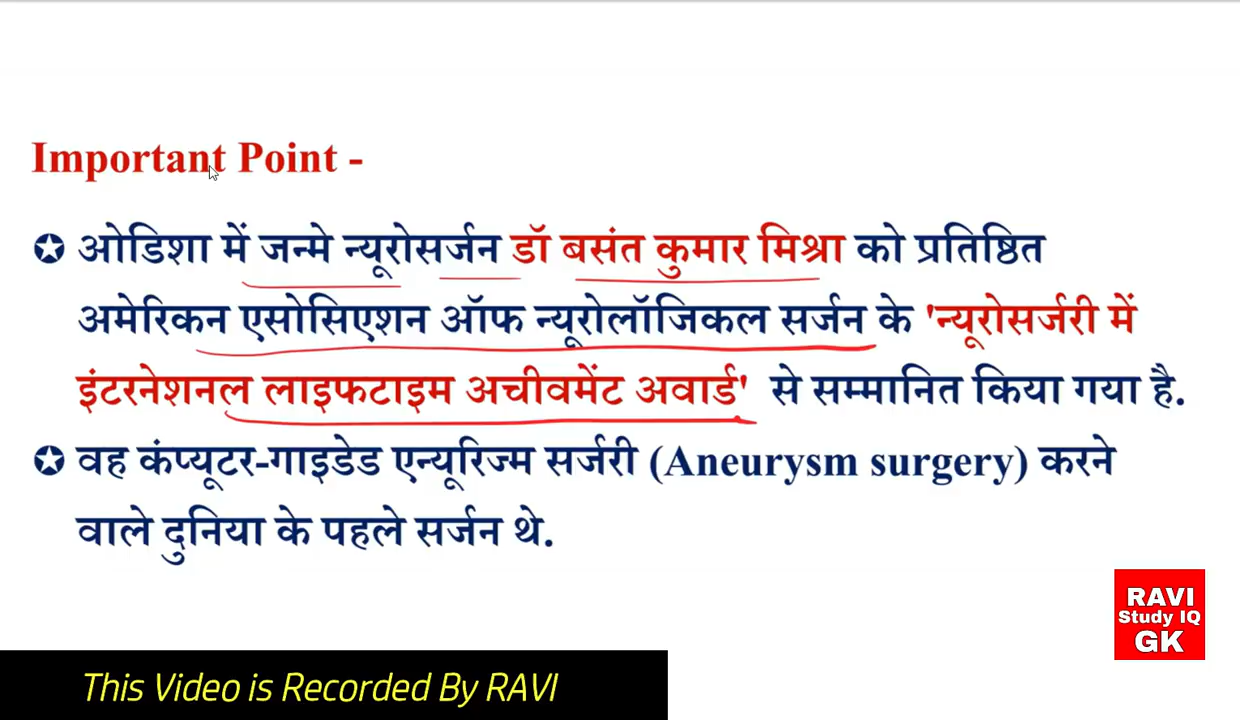 Important Point -
ओडिशा में जन्मे न्यूरोसर्जन डॉ बसंत कुमार मिश्रा को प्रतिष्ठित
अमेरिकन एसोसिएशन ऑफ न्यूरोलॉजिकल सर्जन के 'न्यूरोसर्जरी में
इंटरनेशनल लाइफटाइम अचीवमेंट अवार्ड' से सम्मानित किया गया है.
वह कंप्यूटर-गाइडेड एन्यूरिज्म सर्जरी (Aneurysm surgery) करने
वाले दुनिया के पहले सर्जन थे.
RAVI
Study IQ
GK
This Video is Recorded By RAVI